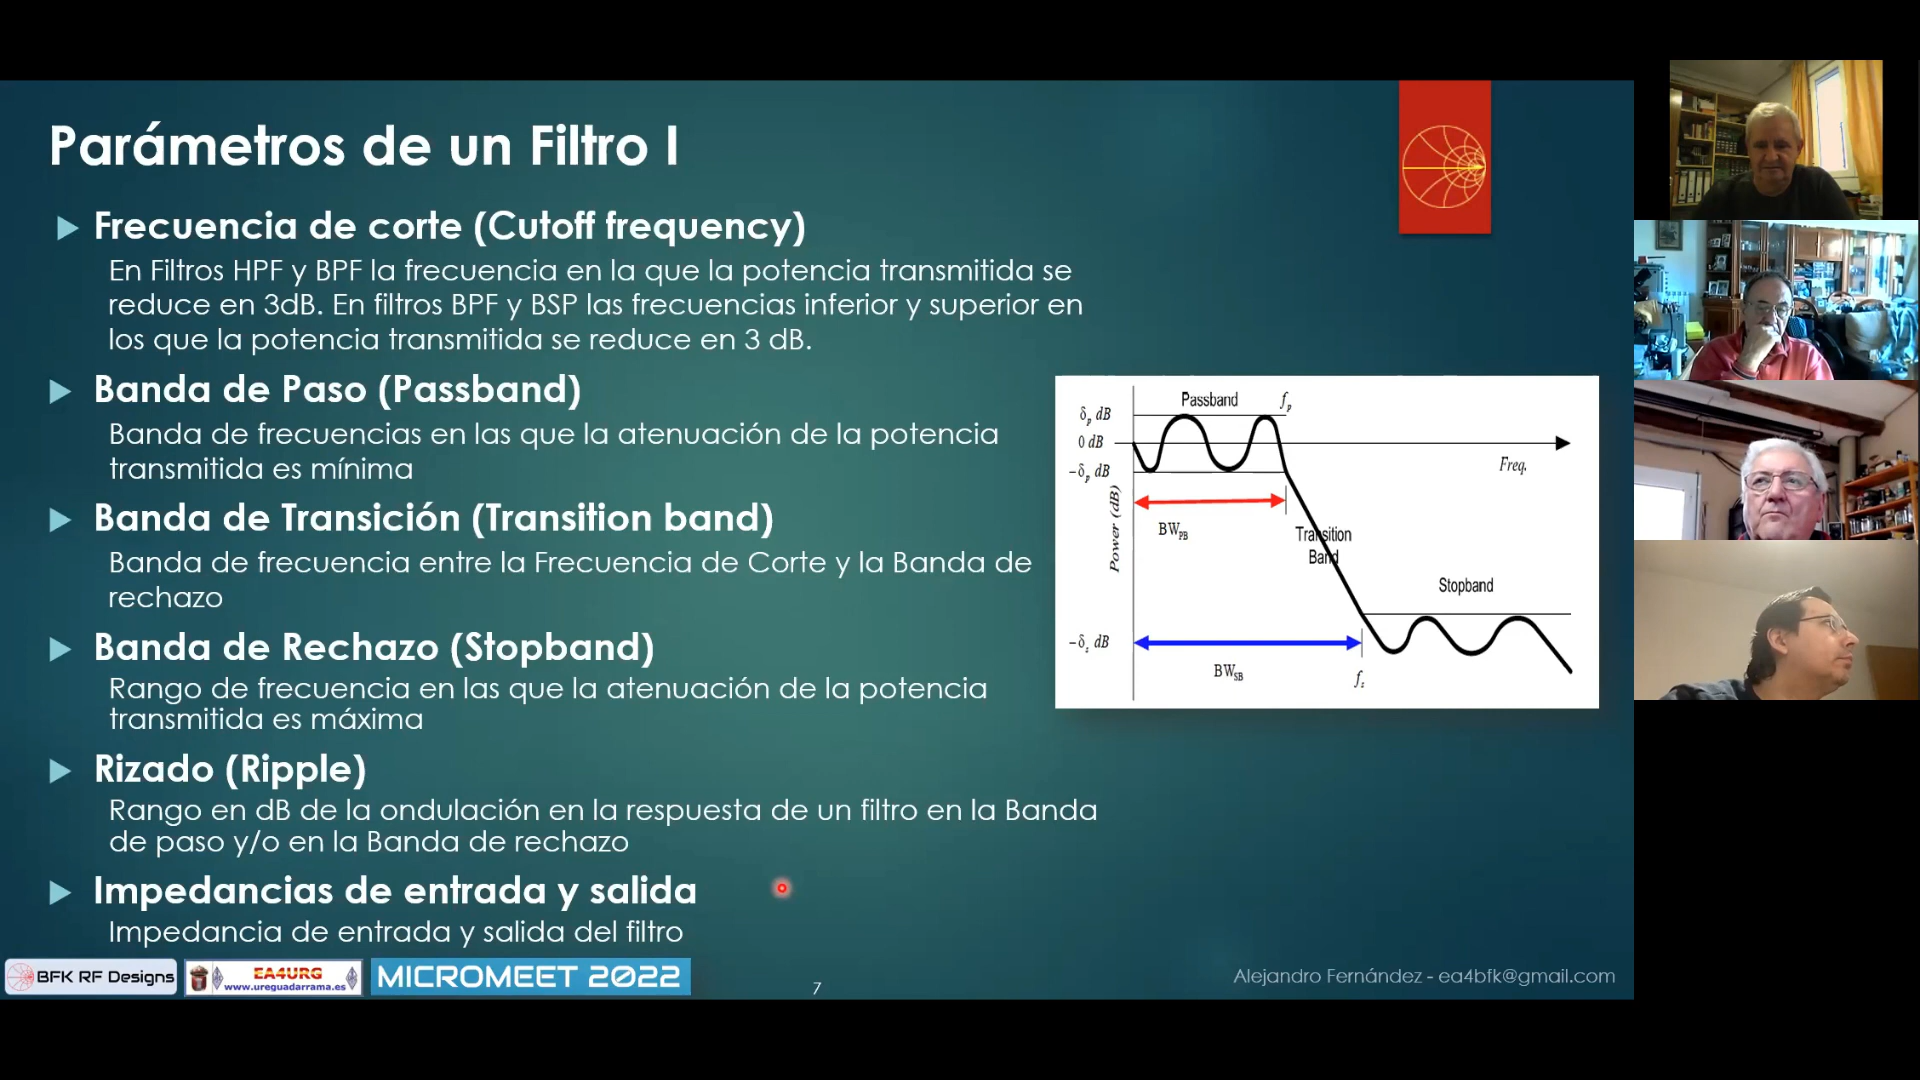 Parámetros de un Filtro I
Frecuencia de corte (Cutoff frequency)
En Filtros HPF y BPF la frecuencia en la que la potencia transmitida se
reduce en 3dB. En filtros BPF y BSP las frecuencias inferior y superior en
los que la potencia transmitida se reduce en 3 dB.
Banda de Paso (Passband)
Banda de frecuencias en las que la atenuación de la potencia
transmitida es mínima
Banda de Transición (Transition band)
Banda de frecuencia entre la Frecuencia de Corte y la Banda de
rechazo
Banda de Rechazo (Stopband)
Rango de frecuencia en las que la atenuación de la potencia
transmitida es máxima
Rizado (Ripple)
Rango en dB de la ondulación en la respuesta de un filtro en la Banda
de paso y/o en la Banda de rechazo
Impedancias de entrada y salida
Impedancia de entrada y salida del filtro
Passband
fp
δp dB
0 dB
Freq.
−δp dB
Power (dB)
BWPB
Transition
Band
Stopband
−δs dB
BWSB
fs
BFK RF Designs
EA4URG
www.ureguadarrama.es
MICROMEET 2022
7
Alejandro Fernández - ea4bfk@gmail.com